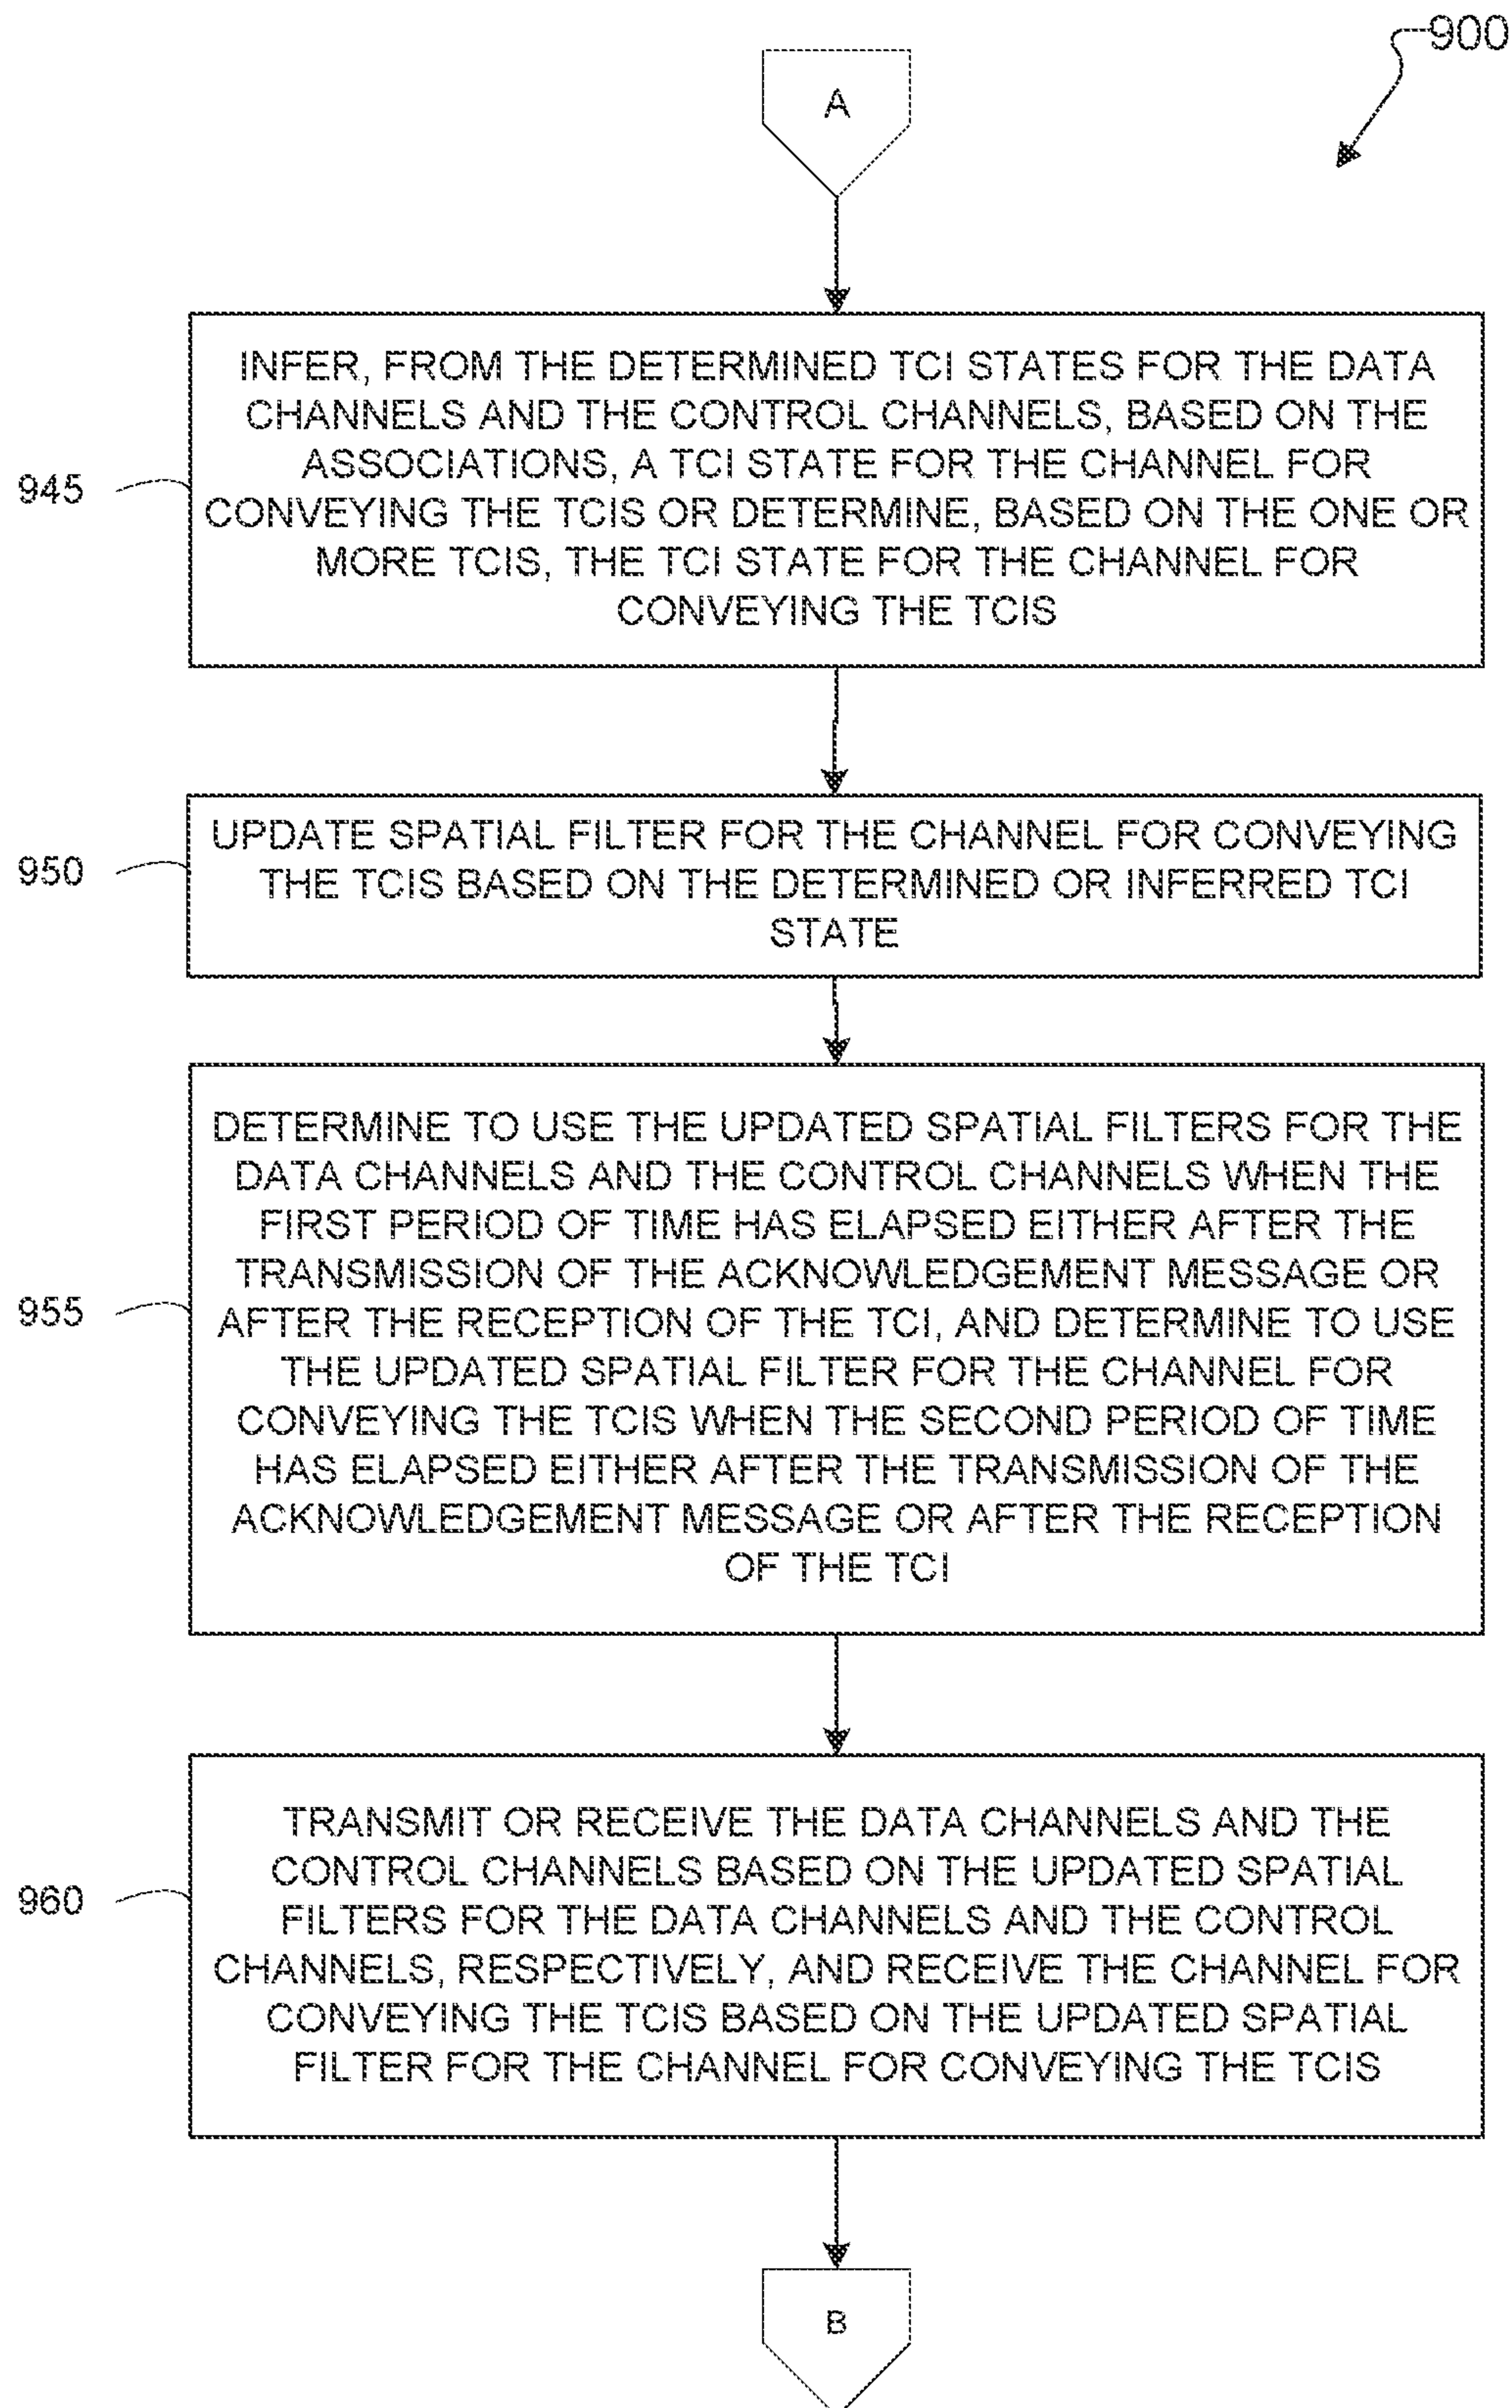 900
A
945
INFER, FROM THE DETERMINED TCI STATES FOR THE DATA
CHANNELS AND THE CONTROL CHANNELS, BASED ON THE
ASSOCIATIONS, A TCI STATE FOR THE CHANNEL FOR
CONVEYING THE TCIS OR DETERMINE, BASED ON THE ONE OR
MORE TCIS, THE TCI STATE FOR THE CHANNEL FOR
CONVEYING THE TCIS
950
UPDATE SPATIAL FILTER FOR THE CHANNEL FOR CONVEYING
THE TCIS BASED ON THE DETERMINED OR INFERRED TCI
STATE
955
DETERMINE TO USE THE UPDATED SPATIAL FILTERS FOR THE
DATA CHANNELS AND THE CONTROL CHANNELS WHEN THE
FIRST PERIOD OF TIME HAS ELAPSED EITHER AFTER THE
TRANSMISSION OF THE ACKNOWLEDGEMENT MESSAGE OR
AFTER THE RECEPTION OF THE TCI, AND DETERMINE TO USE
THE UPDATED SPATIAL FILTER FOR THE CHANNEL FOR
CONVEYING THE TCIS WHEN THE SECOND PERIOD OF TIME
HAS ELAPSED EITHER AFTER THE TRANSMISSION OF THE
ACKNOWLEDGEMENT MESSAGE OR AFTER THE RECEPTION
OF THE TCI
960
TRANSMIT OR RECEIVE THE DATA CHANNELS AND THE
CONTROL CHANNELS BASED ON THE UPDATED SPATIAL
FILTERS FOR THE DATA CHANNELS AND THE CONTROL
CHANNELS, RESPECTIVELY, AND RECEIVE THE CHANNEL FOR
CONVEYING THE TCIS BASED ON THE UPDATED SPATIAL
FILTER FOR THE CHANNEL FOR CONVEYING THE TCIS
B